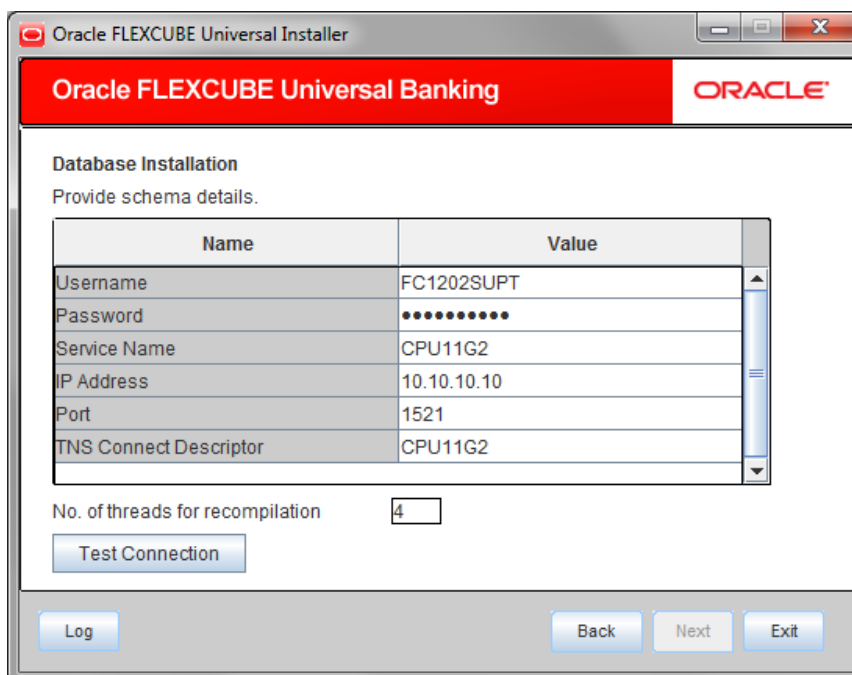 Oracle FLEXCUBE Universal Installer
Oracle FLEXCUBE Universal Banking ORACLE
Database Installation
Provide schema details.
Name Value
Username FC1202SUPT
Password ●●●●●●●●●●
Service Name CPU11G2
IP Address 10.10.10.10
Port 1521
TNS Connect Descriptor CPU11G2
No. of threads for recompilation 4
Test Connection
Log Back Next Exit